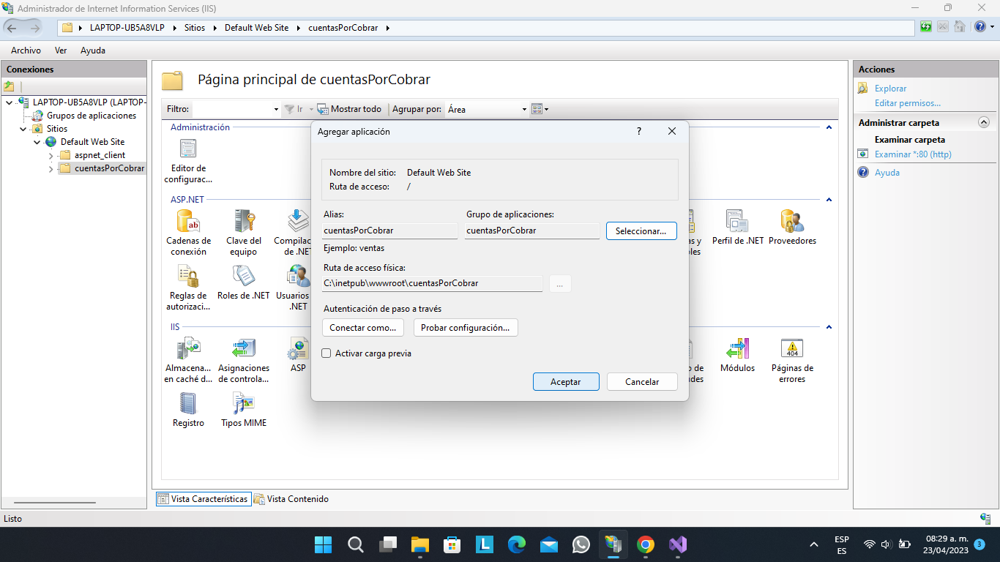 Administrador de Internet Information Services (IIS)
LAPTOP-UB5A8VLP Sitios Default Web Site cuentasPorCobrar
Archivo Ver Ayuda
Conexiones
LAPTOP-UB5A8VLP (LAPTOP-
Grupos de aplicaciones
Sitios
Default Web Site
aspnet_client
cuentasPorCobrar
Página principal de cuentasPorCobrar
Filtro: Ir Mostrar todo Agrupar por: Área
Administración
Editor de
configurac...
ASP.NET
Cadenas de
conexión
Clave del
equipo
Compilac
de .NET
s y
les
Perfil de .NET
Proveedores
Reglas de
autorizaci...
Roles de .NET
Usuarios
.NET
IIS
Almacena...
en caché d...
Asignaciones
de controla...
ASP
o de
udes
Módulos
404
Páginas de
errores
Registro
Tipos MIME
Agregar aplicación
?
Nombre del sitio: Default Web Site
Ruta de acceso: /
Alias:
cuentasPorCobrar
Ejemplo: ventas
Grupo de aplicaciones:
cuentasPorCobrar
Seleccionar...
Ruta de acceso física:
C:\inetpub\wwwroot\cuentasPorCobrar
...
Autenticación de paso a través
Conectar como... Probar configuración...
Activar carga previa
Aceptar Cancelar
Vista Características Vista Contenido
Acciones
Explorar
Editar permisos...
Administrar carpeta
Examinar carpeta
Examinar *:80 (http)
Ayuda
Listo
ESP
ES
08:29 a. m.
23/04/2023
3